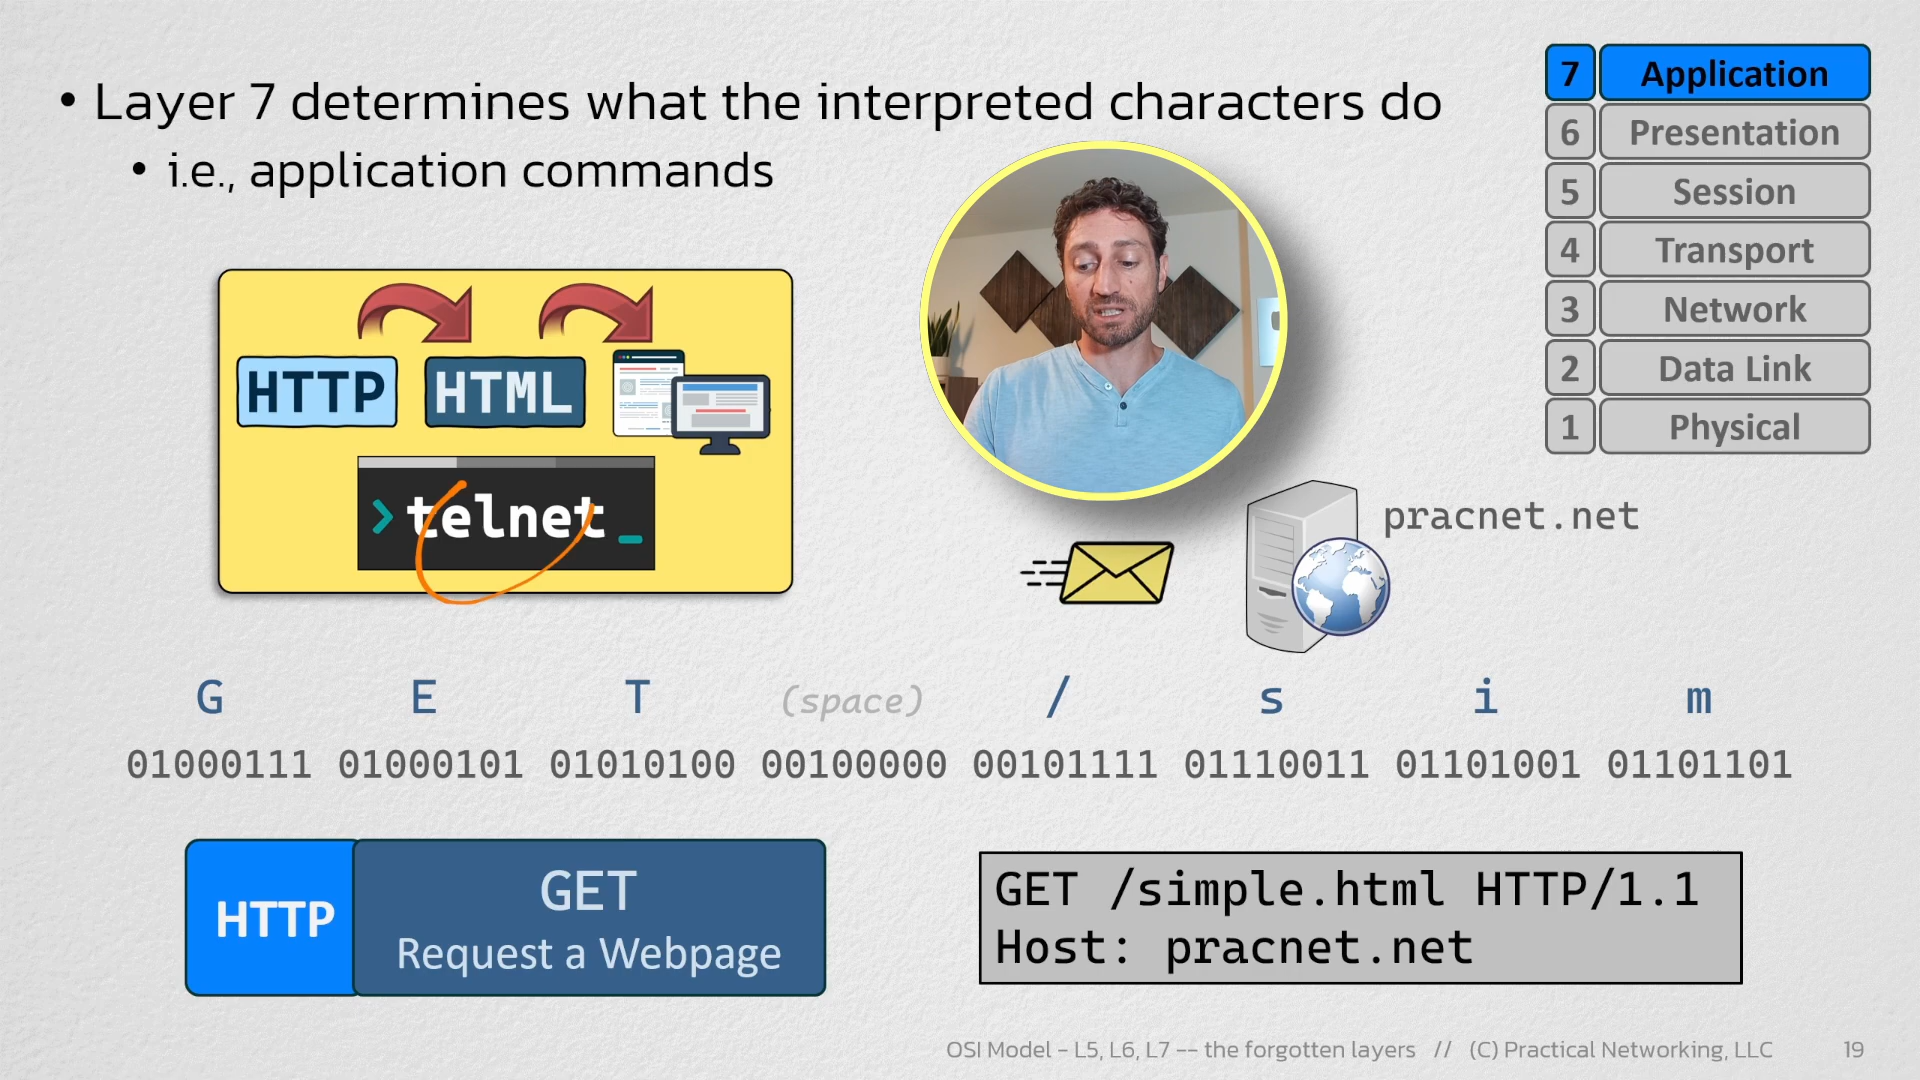 • Layer 7 determines what the interpreted characters do
• i.e., application commands
7 Application
6 Presentation
5 Session
4 Transport
3 Network
2 Data Link
1 Physical
HTTP HTML
telnet_
pracnet.net
G E T (space) / s i m
01000111 01000101 01010100 00100000 00101111 01110011 01101001 01101101
HTTP
GET
Request a Webpage
GET /simple.html HTTP/1.1
Host: pracnet.net
OSI Model - L5, L6, L7 -- the forgotten layers // (C) Practical Networking, LLC 19